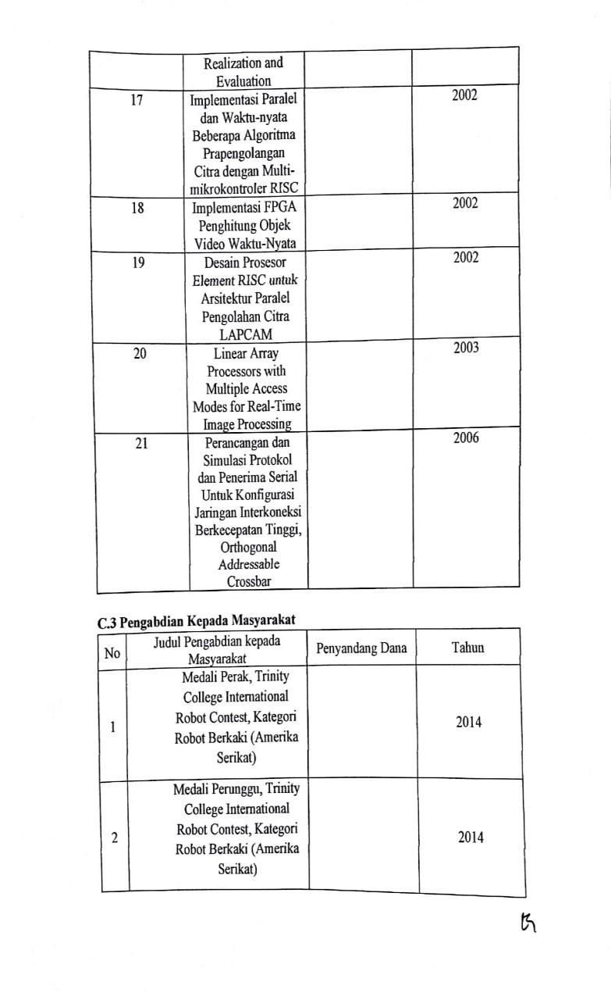 Realization and
Evaluation
17
Implementasi Paralel
dan Waktu-nyata
Beberapa Algoritma
Prapengolangan
Citra dengan Multi-
mikrokontroler RISC
2002
18
Implementasi FPGA
Penghitung Objek
Video Waktu-Nyata
2002
19
Desain Prosesor
Element RISC untuk
Arsitektur Paralel
Pengolahan Citra
LAPCAM
2002
20
Linear Array
Processors with
Multiple Access
Modes for Real-Time
Image Processing
2003
21
Perancangan dan
Simulasi Protokol
dan Penerima Serial
Untuk Konfigurasi
Jaringan Interkoneksi
Berkecepatan Tinggi,
Orthogonal
Addressable
Crossbar
2006
C.3 Pengabdian Kepada Masyarakat
No
Judul Pengabdian kepada
Masyarakat
Penyandang Dana
Tahun
1
Medali Perak, Trinity
College International
Robot Contest, Kategori
Robot Berkaki (Amerika
Serikat)
2014
2
Medali Perunggu, Trinity
College International
Robot Contest, Kategori
Robot Berkaki (Amerika
Serikat)
2014